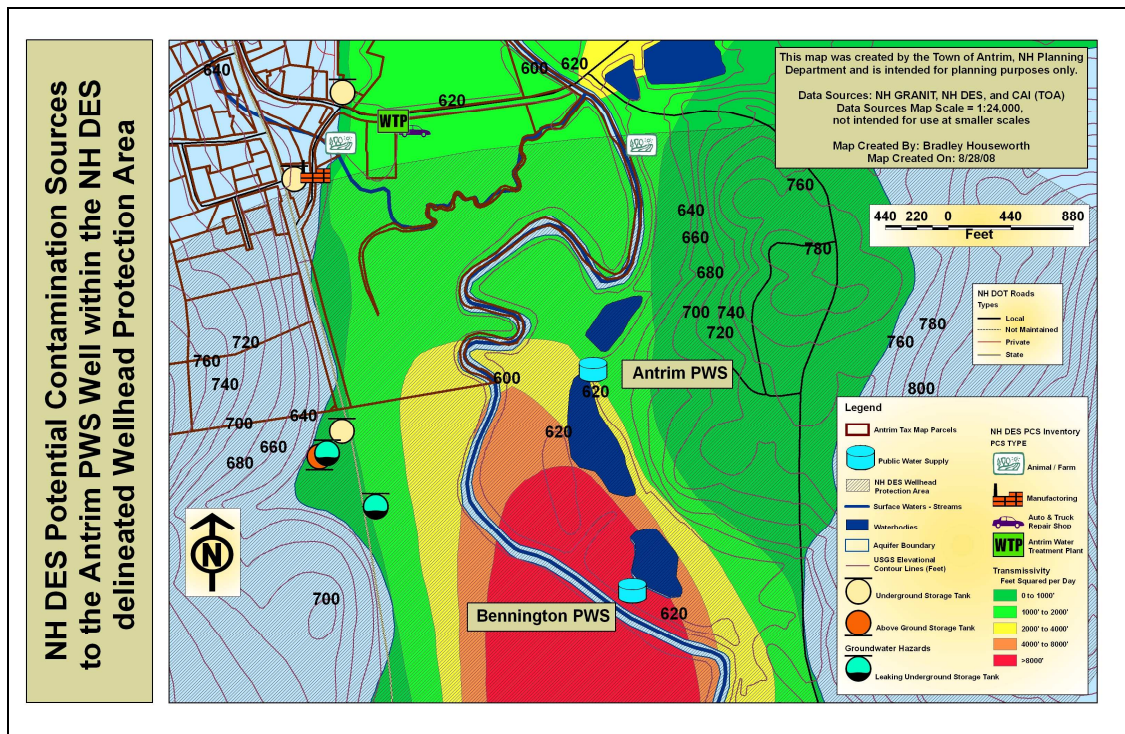 NH DES Potential Contamination Sources
to the Antrim PWS Well within the NH DES
delineated Wellhead Protection Area
This map was created by the Town of Antrim, NH Planning
Department and is intended for planning purposes only.
Data Sources: NH GRANIT, NH DES, and CAI (TOA)
Data Sources Map Scale = 1:24.000,
not intended for use at smaller scales
Map Created By: Bradley Houseworth
Map Created On: 8/28/08
640
620
WTP
600
620
760
640
660
680
700
740
720
780
440 220 0 440 880
Feet
NH DOT Roads
Types
Local
Not Maintained
Private
State
780
760
800
720
760
740
700
640
660
680
700
600
Antrim PWS
620
620
Bennington PWS
620
N
Legend
Antrim Tax Map Parcels
Public Water Supply
NH DES Wellhead
Protection Area
Surface Waters - Streams
Waterbodies
Aquifer Boundary
USGS Elevational
Contour Lines (Feet)
Underground Storage Tank
Above Ground Storage Tank
Groundwater Hazards
Leaking Underground Storage Tank
NH DES PCS Inventory
PCS TYPE
Animal / Farm
Manufactoring
Auto & Truck
Repair Shop
WTP
Antrim Water
Treatment Plant
Transmissivity
Feet Squared per Day
0 to 1000'
1000' to 2000'
2000' to 4000'
4000' to 8000'
>8000'